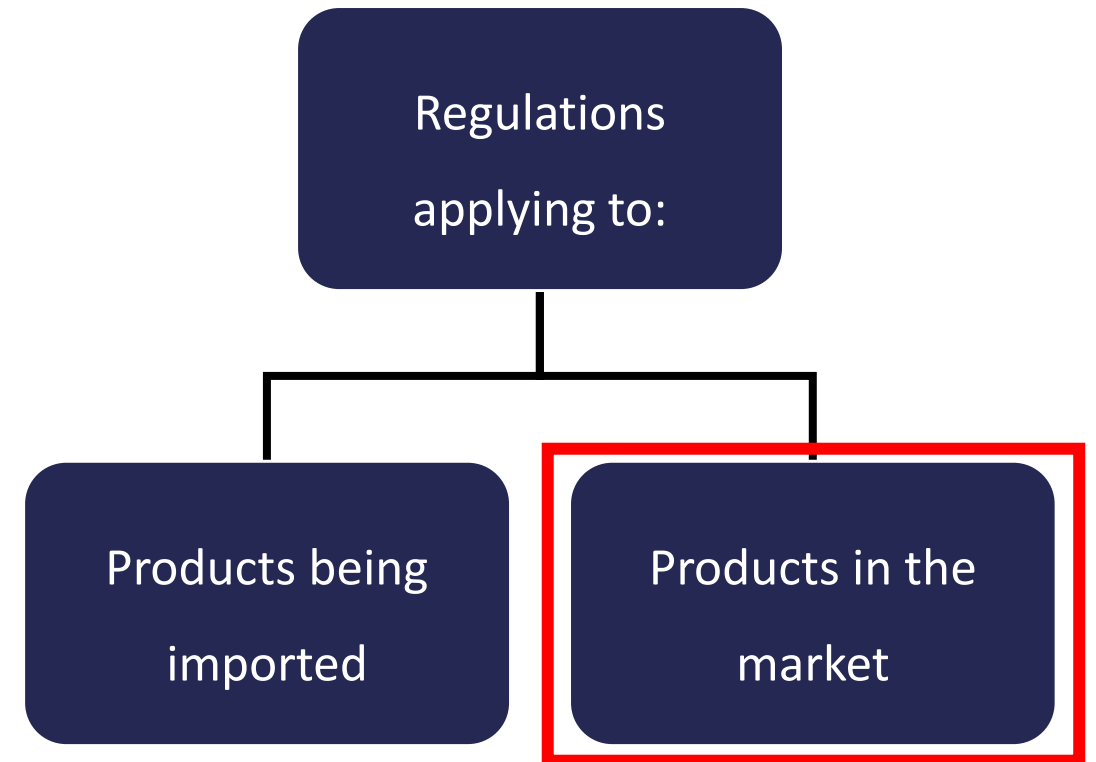 Regulations
applying to:
Products being
imported
Products in the
market